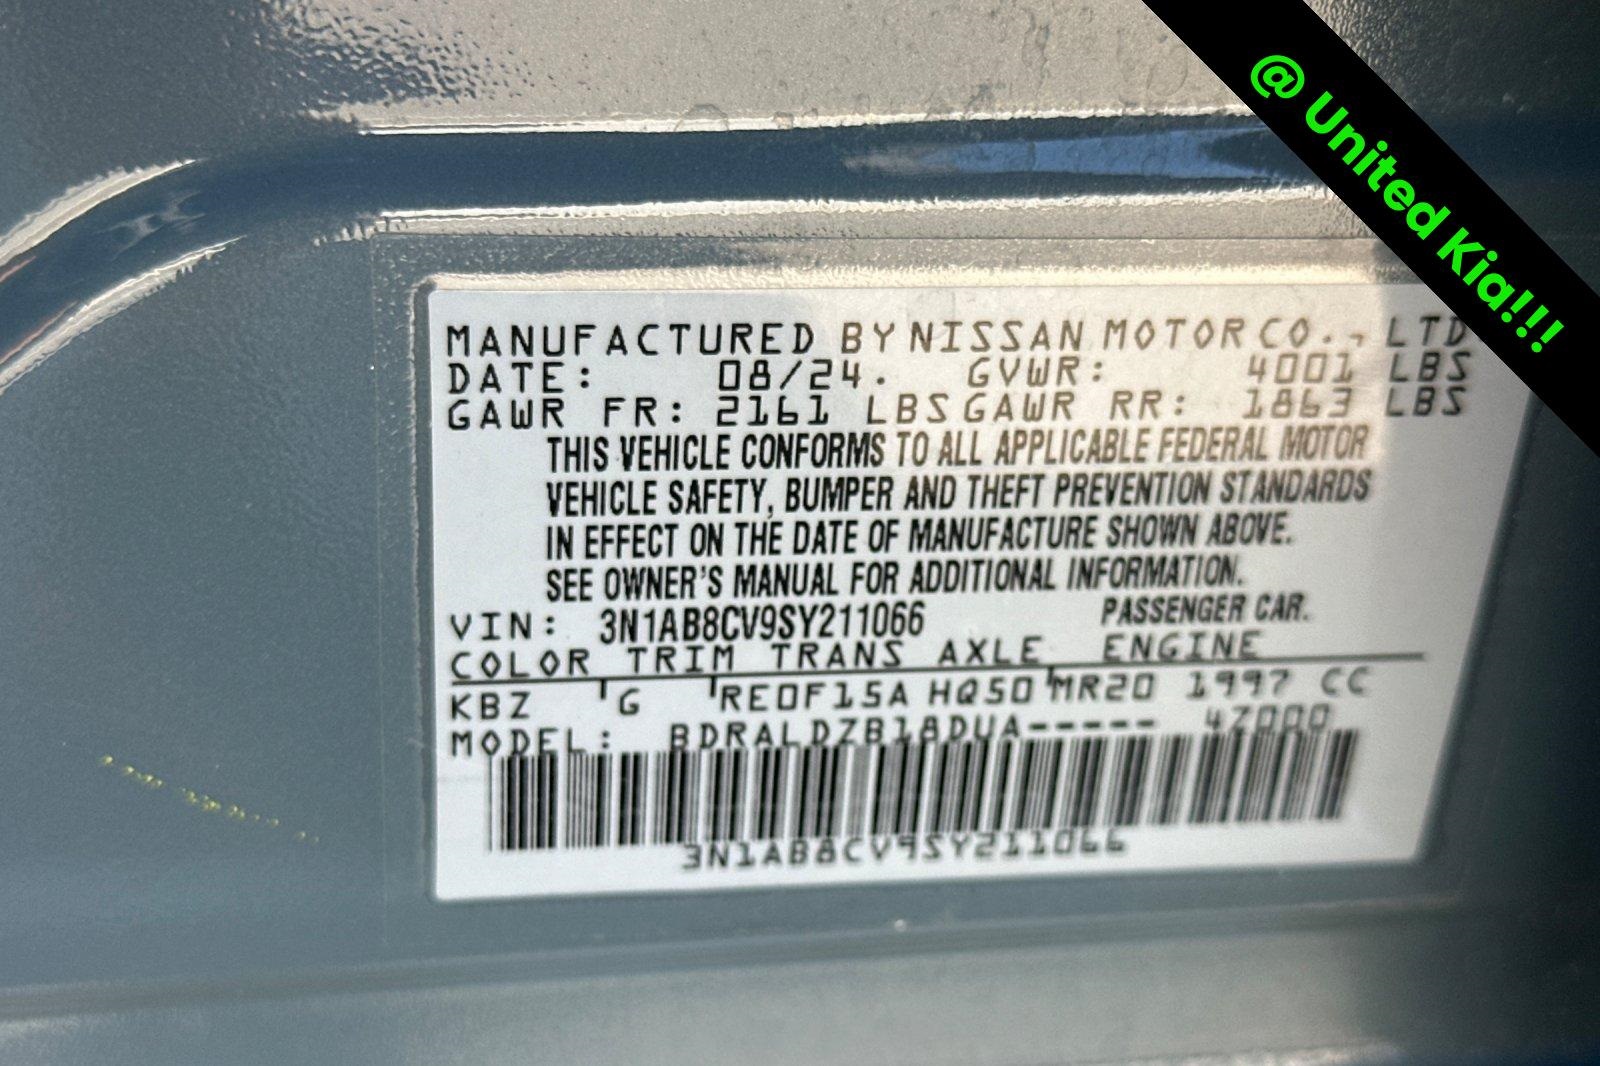 @ United Kia!!!
MANUFACTURED BY NISSAN MOTOR CO., LTD
DATE: 08/24. GVWR: 4001 LBS
GAWR FR: 2161 LBS GAWR RR: 1863 LBS
THIS VEHICLE CONFORMS TO ALL APPLICABLE FEDERAL MOTOR
VEHICLE SAFETY, BUMPER AND THEFT PREVENTION STANDARDS
IN EFFECT ON THE DATE OF MANUFACTURE SHOWN ABOVE.
SEE OWNER'S MANUAL FOR ADDITIONAL INFORMATION.
VIN: 3N1AB8CV9SY211066 PASSENGER CAR.
COLOR TRIM TRANS AXLE ENGINE
KBZ G RE0F15A HQ50 MR20 1997 CC
MODEL: BDRALDZB18DUA----- 4Z000
3N1AB8CV9SY211066